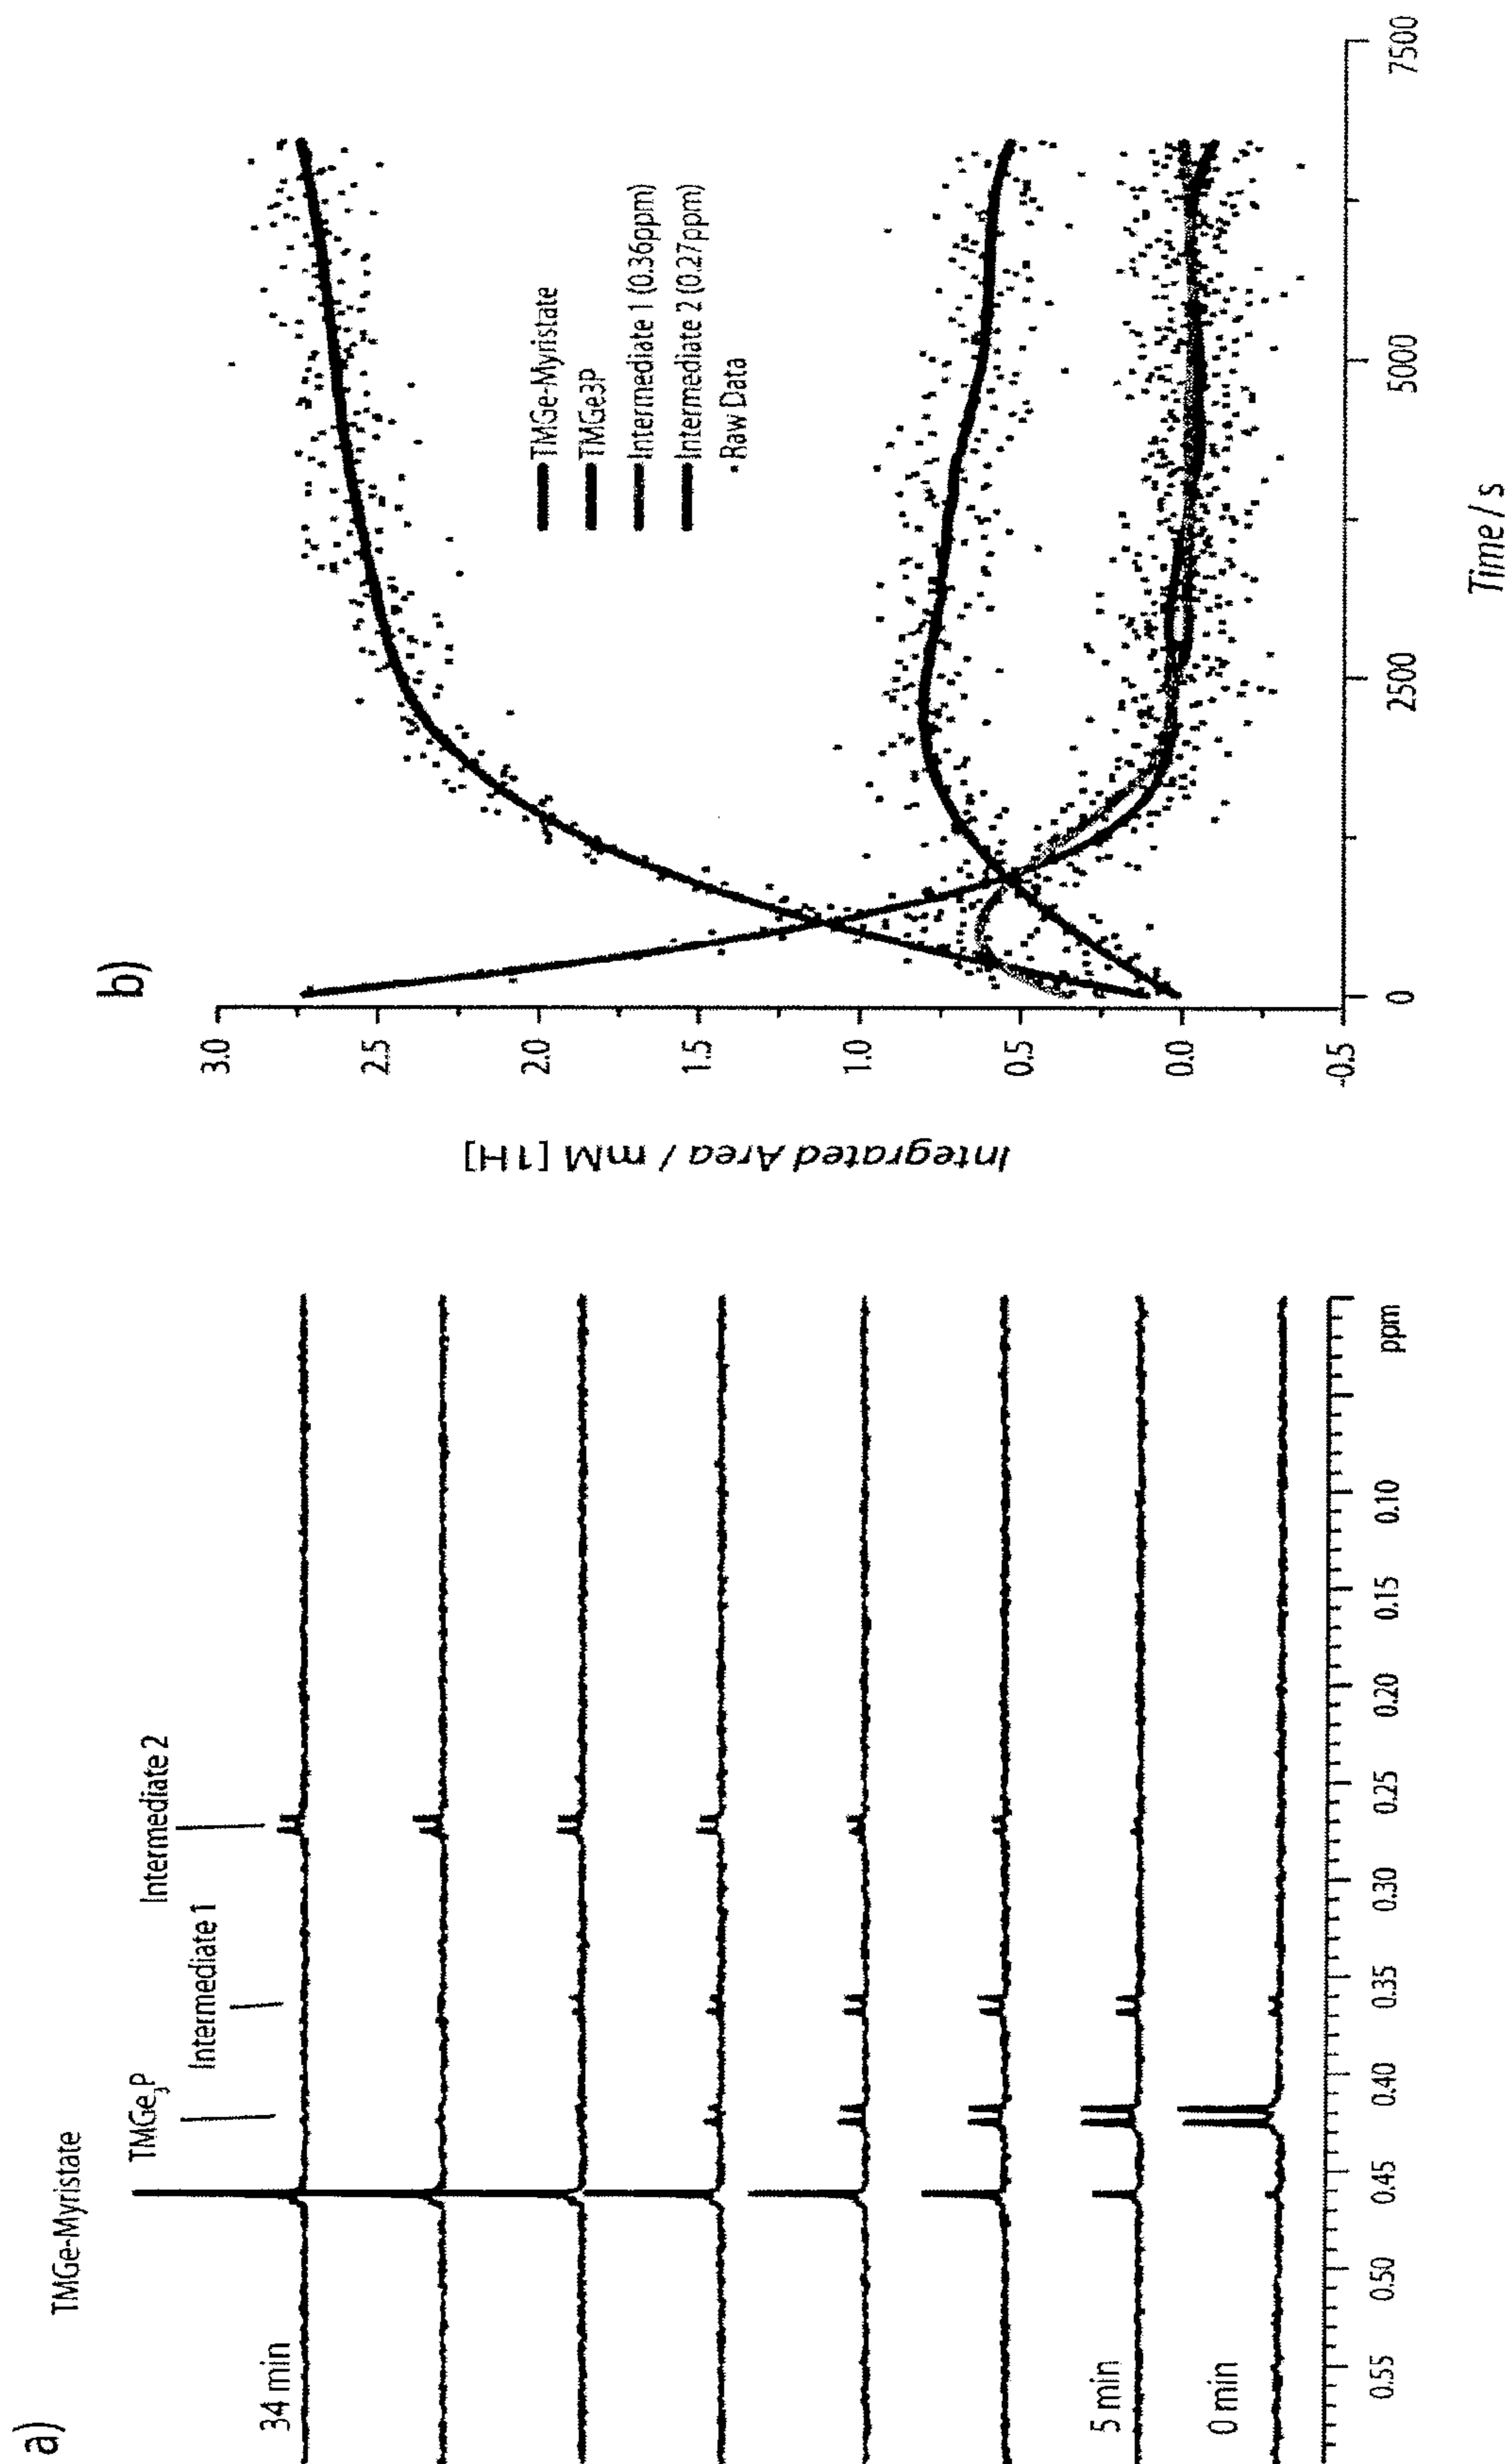 a)
TMGe-Myristate
TMGe3P
Intermediate 1
Intermediate 2
34 min
5 min
0 min
0.55
0.50
0.45
0.40
0.35
0.30
0.25
0.20
0.15
0.10
ppm
b)
Integrated Area / mM [1H]
3.0
2.5
2.0
1.5
1.0
0.5
0.0
-0.5
TMGe-Myristate
TMGe3P
Intermediate 1 (0.36ppm)
Intermediate 2 (0.27ppm)
Raw Data
0
2500
5000
7500
Time / s